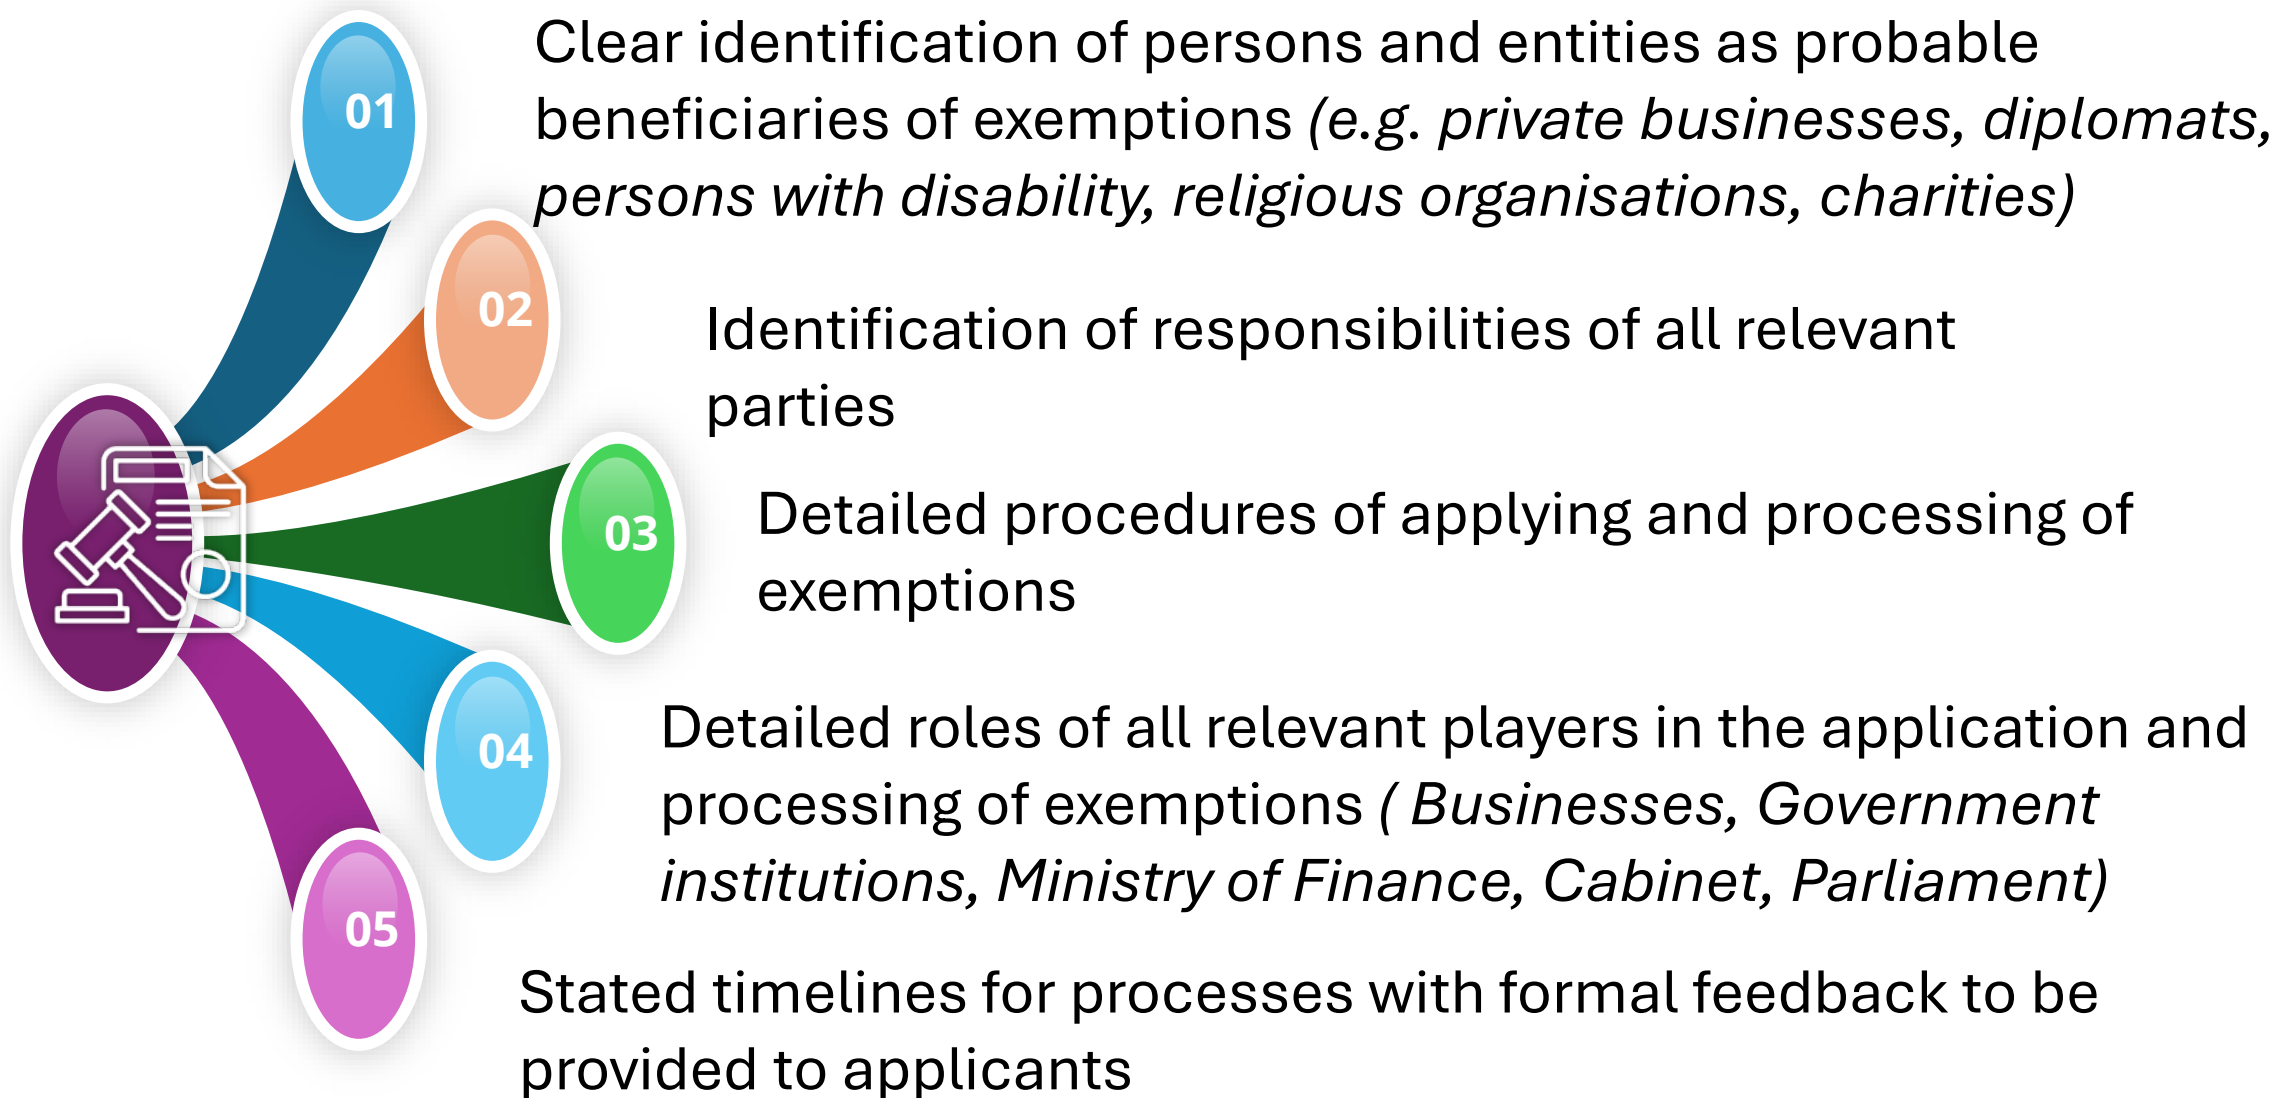 01
Clear identification of persons and entities as probable
beneficiaries of exemptions (e.g. private businesses, diplomats,
persons with disability, religious organisations, charities)
02
Identification of responsibilities of all relevant
parties
03
Detailed procedures of applying and processing of
exemptions
04
Detailed roles of all relevant players in the application and
processing of exemptions ( Businesses, Government
institutions, Ministry of Finance, Cabinet, Parliament)
05
Stated timelines for processes with formal feedback to be
provided to applicants